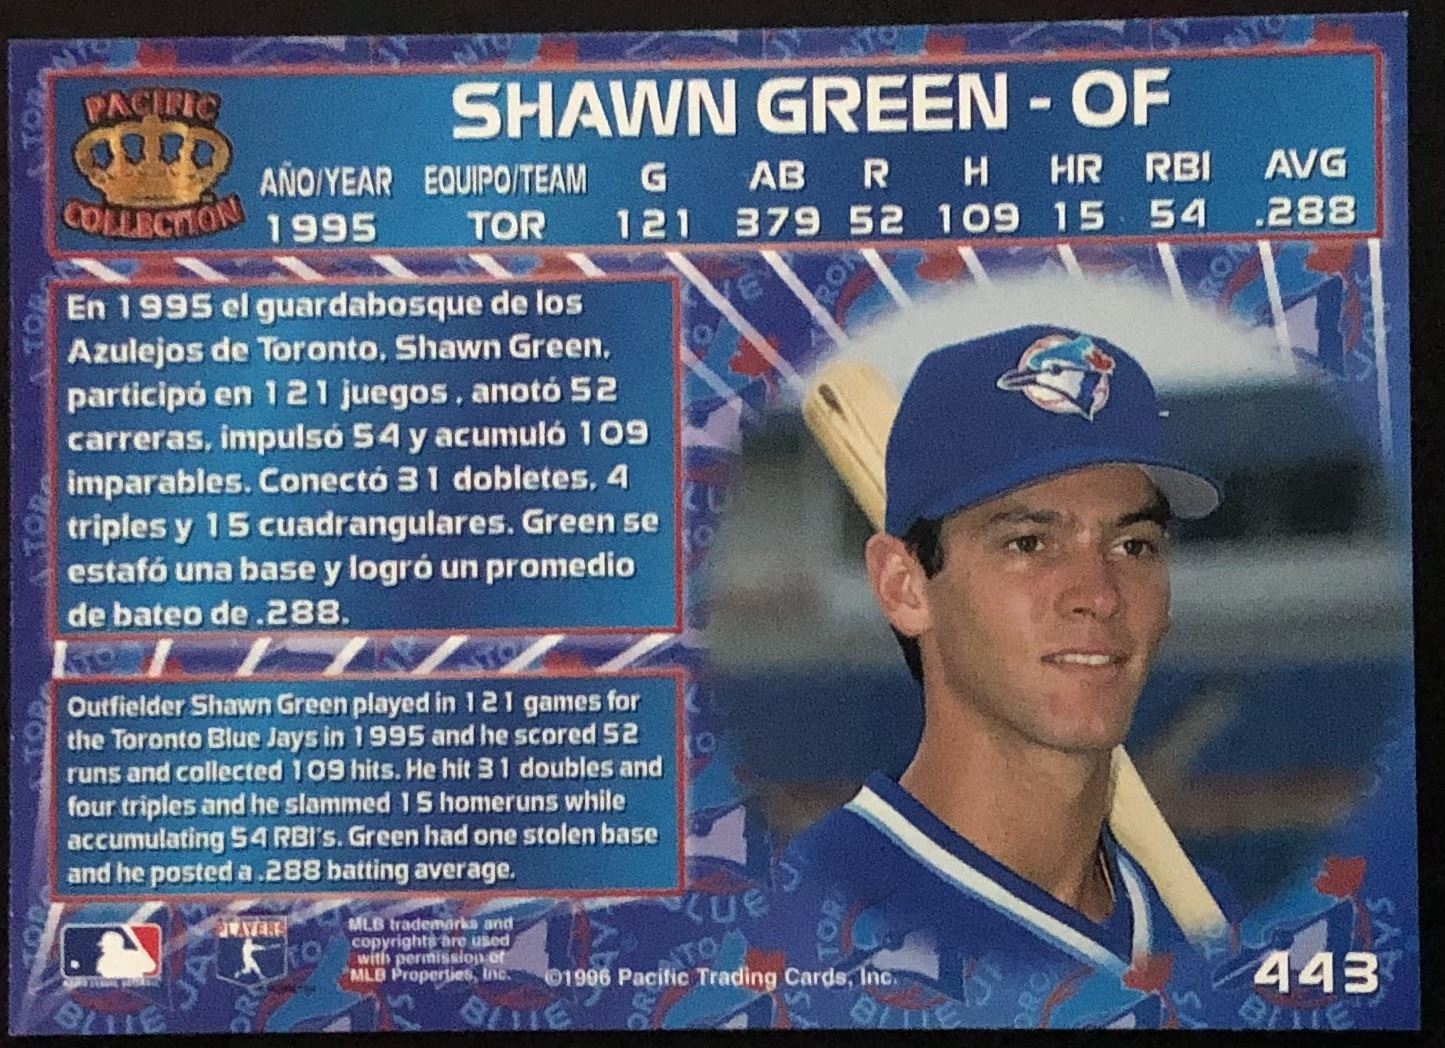 PACIFIC
COLLECTION
SHAWN GREEN - OF
AÑO/YEAR EQUIPO/TEAM G AB R H HR RBI AVG
1995 TOR 121 379 52 109 15 54 .288
En 1995 el guardabosque de los
Azulejos de Toronto, Shawn Green,
participó en 121 juegos , anotó 52
carreras, impulsó 54 y acumuló 109
imparables. Conectó 31 dobletes, 4
triples y 15 cuadrangulares. Green se
estafó una base y logró un promedio
de bateo de .288.
Outfielder Shawn Green played in 121 games for
the Toronto Blue Jays in 1995 and he scored 52
runs and collected 109 hits. He hit 31 doubles and
four triples and he slammed 15 homeruns while
accumulating 54 RBI's. Green had one stolen base
and he posted a .288 batting average.
PLAYERS
MLB trademarks and
copyrights are used
with permission of
MLB Properties, Inc.
©1996 Pacific Trading Cards, Inc.
443